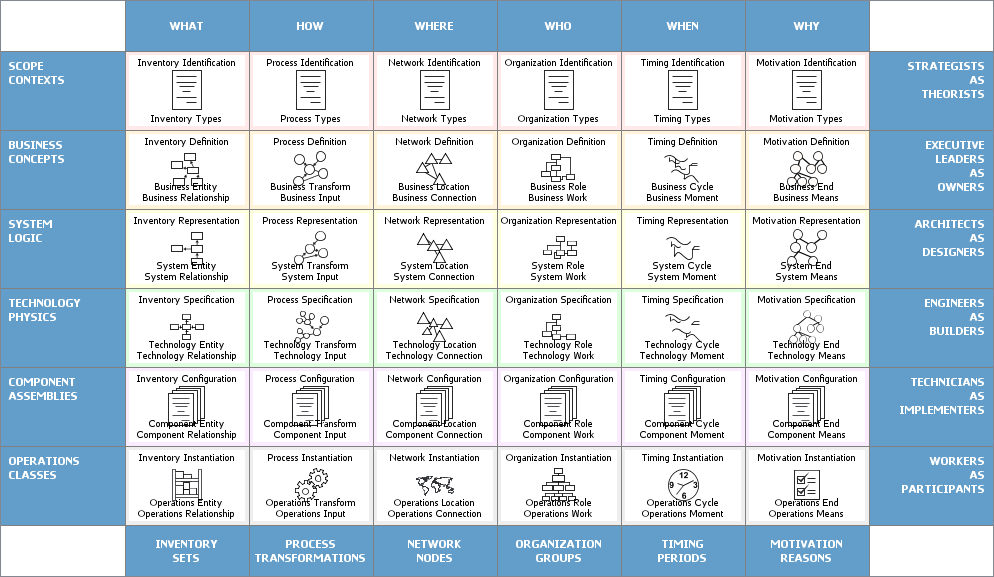 WHAT HOW WHERE WHO WHEN WHY
SCOPE CONTEXTS
Inventory Identification
Inventory Types
Process Identification
Process Types
Network Identification
Network Types
Organization Identification
Organization Types
Timing Identification
Timing Types
Motivation Identification
Motivation Types
STRATEGISTS
AS
THEORISTS
BUSINESS
CONCEPTS
Inventory Definition
Business Entity
Business Relationship
Process Definition
Business Transform
Business Input
Network Definition
Business Location
Business Connection
Organization Definition
Business Role
Business Work
Timing Definition
Business Cycle
Business Moment
Motivation Definition
Business End
Business Means
EXECUTIVE
LEADERS
AS
OWNERS
SYSTEM
LOGIC
Inventory Representation
System Entity
System Relationship
Process Representation
System Transform
System Input
Network Representation
System Location
System Connection
Organization Representation
System Role
System Work
Timing Representation
System Cycle
System Moment
Motivation Representation
System End
System Means
ARCHITECTS
AS
DESIGNERS
TECHNOLOGY
PHYSICS
Inventory Specification
Technology Entity
Technology Relationship
Process Specification
Technology Transform
Technology Input
Network Specification
Technology Location
Technology Connection
Organization Specification
Technology Role
Technology Work
Timing Specification
Technology Cycle
Technology Moment
Motivation Specification
Technology End
Technology Means
ENGINEERS
AS
BUILDERS
COMPONENT
ASSEMBLIES
Inventory Configuration
Component Entity
Component Relationship
Process Configuration
Component Transform
Component Input
Network Configuration
Component Location
Component Connection
Organization Configuration
Component Role
Component Work
Timing Configuration
Component Cycle
Component Moment
Motivation Configuration
Component End
Component Means
TECHNICIANS
AS
IMPLEMENTERS
OPERATIONS
CLASSES
Inventory Instantiation
Operations Entity
Operations Relationship
Process Instantiation
Operations Transform
Operations Input
Network Instantiation
Operations Location
Operations Connection
Organization Instantiation
Operations Role
Operations Work
Timing Instantiation
12
9 3
6
Operations Cycle
Operations Moment
Motivation Instantiation
Operations End
Operations Means
WORKERS
AS
PARTICIPANTS
INVENTORY
SETS
PROCESS
TRANSFORMATIONS
NETWORK
NODES
ORGANIZATION
GROUPS
TIMING
PERIODS
MOTIVATION
REASONS